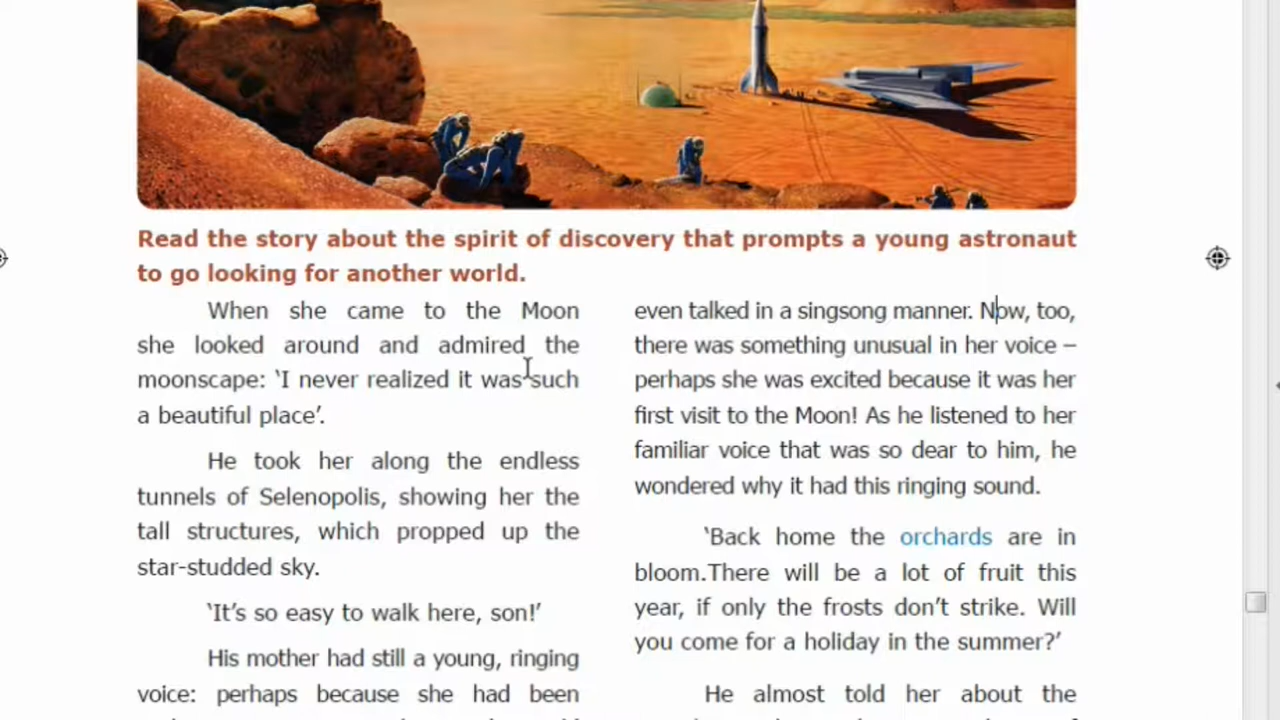 Read the story about the spirit of discovery that prompts a young astronaut
to go looking for another world.
When she came to the Moon
she looked around and admired the
moonscape: ‘I never realized it was such
a beautiful place’.
He took her along the endless
tunnels of Selenopolis, showing her the
tall structures, which propped up the
star-studded sky.
‘It’s so easy to walk here, son!’
His mother had still a young, ringing
voice: perhaps because she had been
even talked in a singsong manner. Now, too,
there was something unusual in her voice –
perhaps she was excited because it was her
first visit to the Moon! As he listened to her
familiar voice that was so dear to him, he
wondered why it had this ringing sound.
‘Back home the orchards are in
bloom.There will be a lot of fruit this
year, if only the frosts don’t strike. Will
you come for a holiday in the summer?’
He almost told her about the